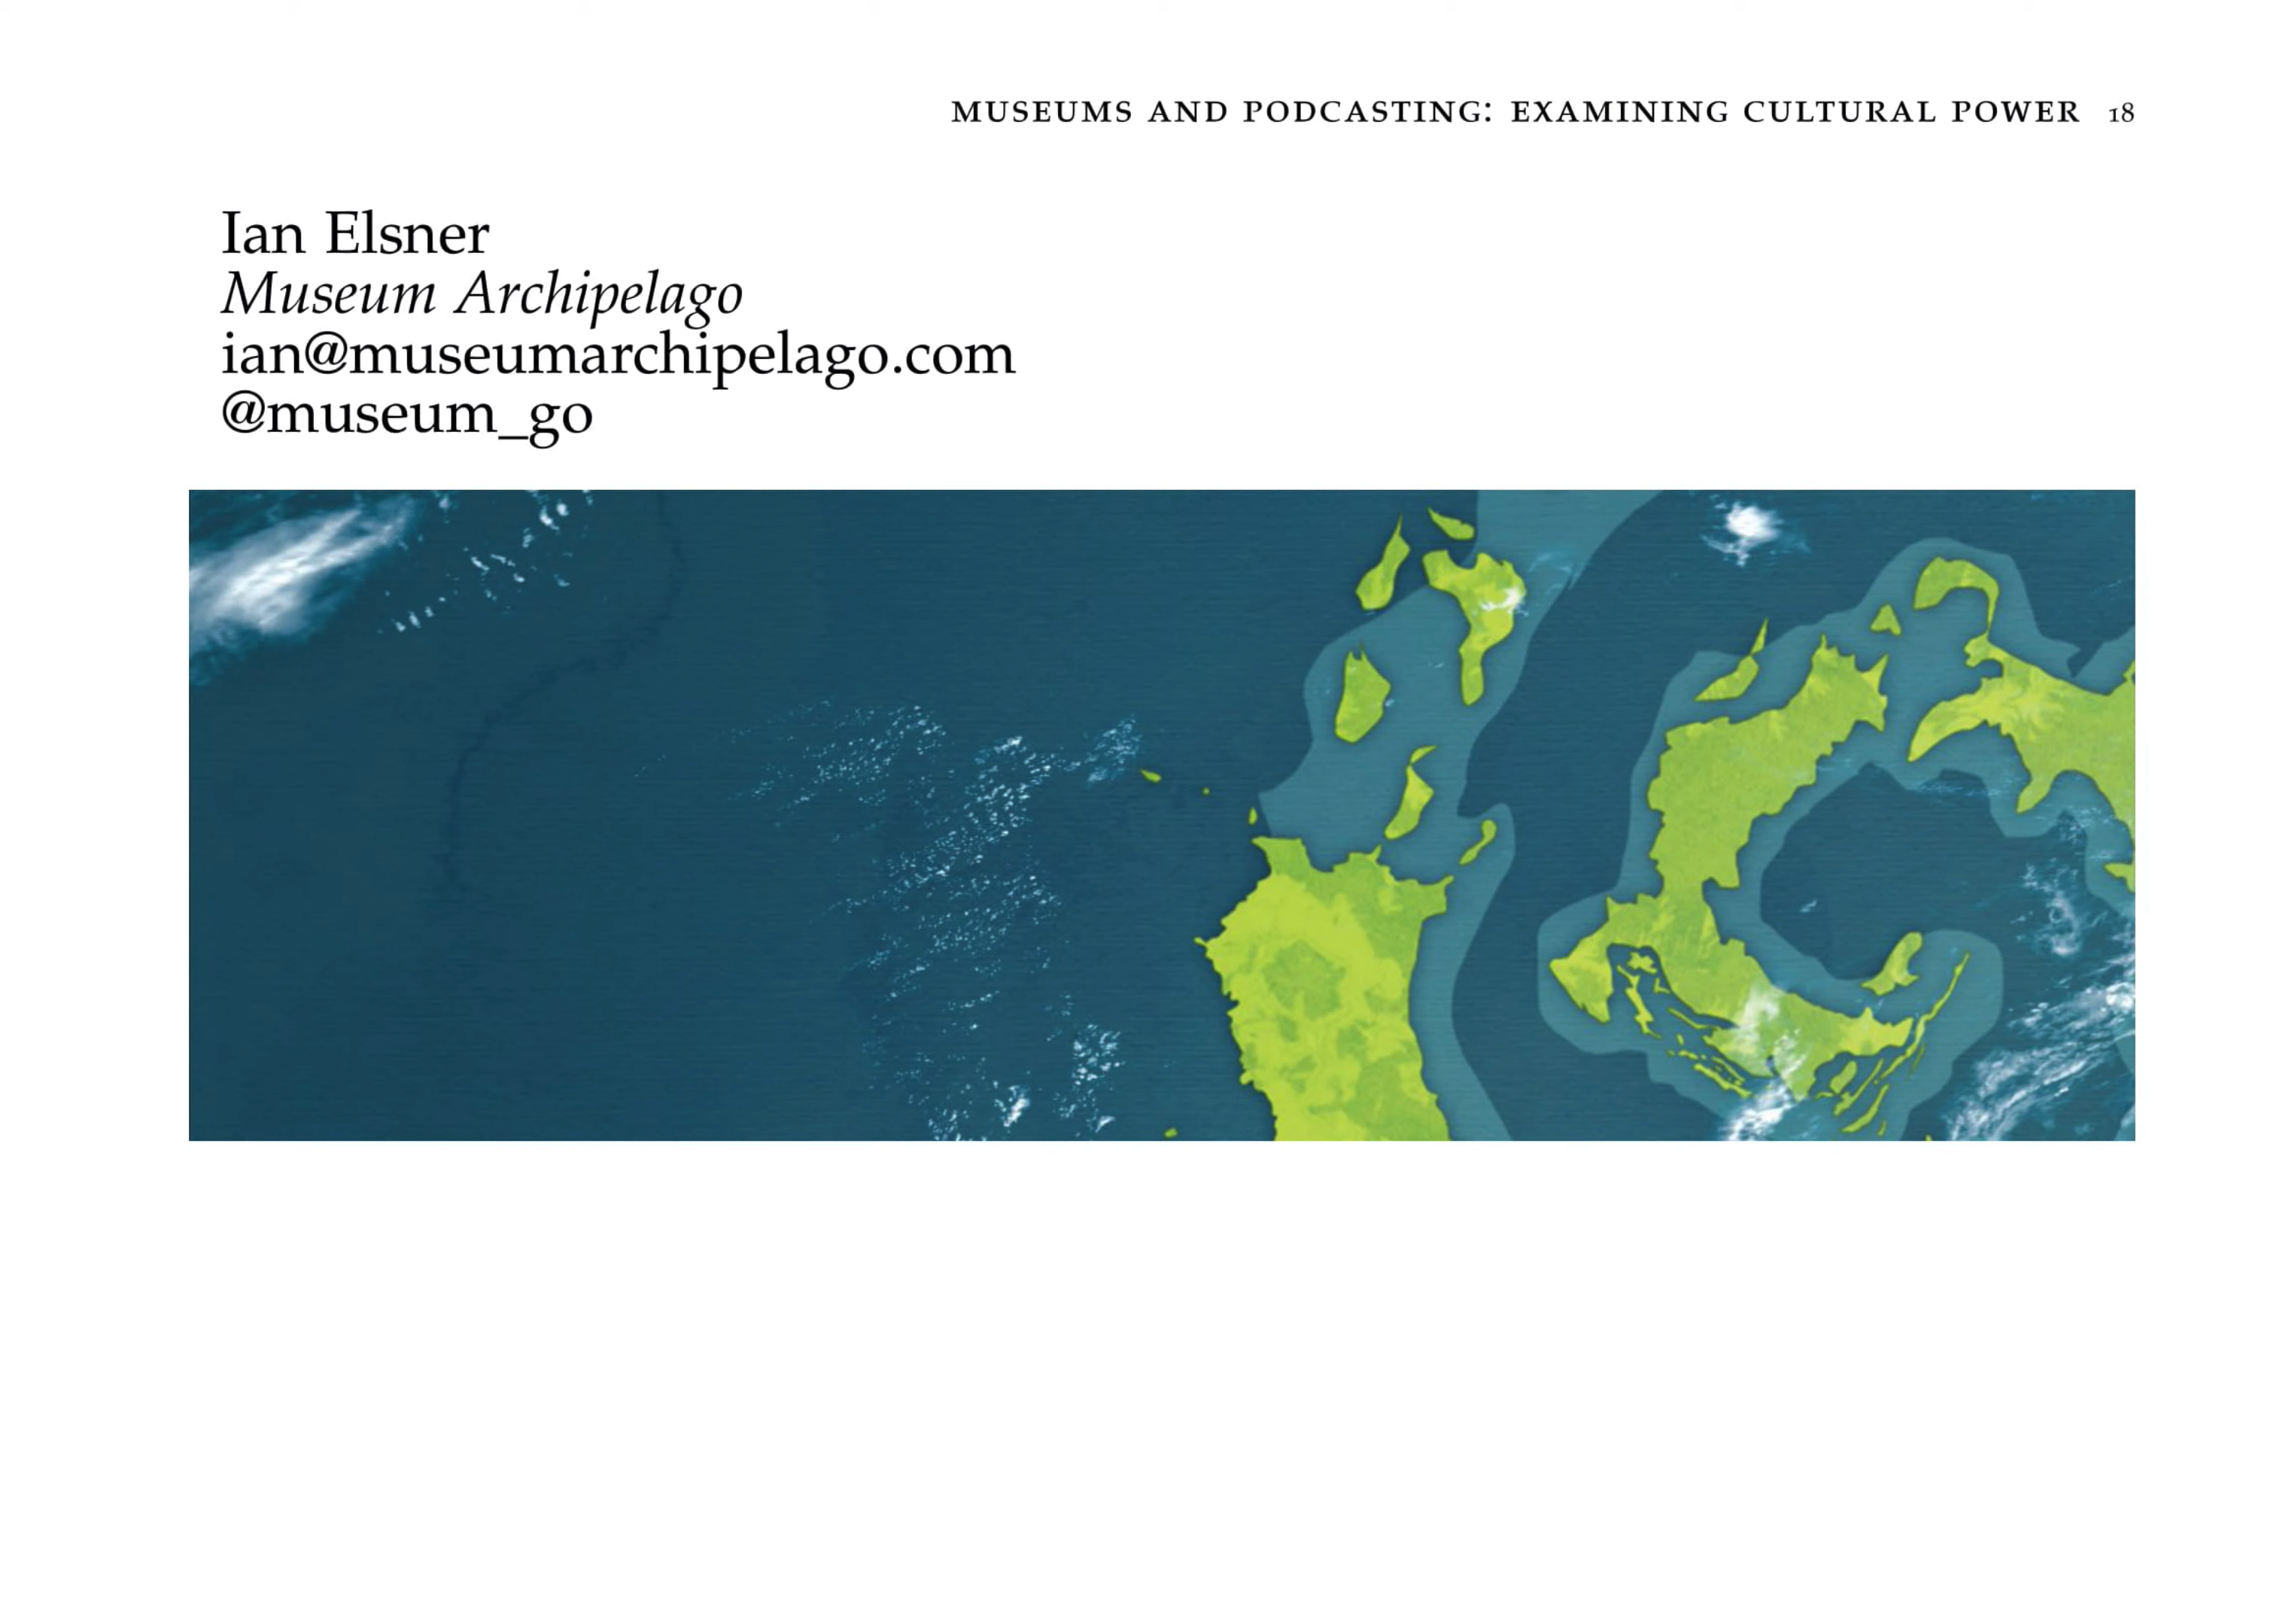 MUSEUMS AND PODCASTING: EXAMINING CULTURAL POWER 18
Ian Elsner
Museum Archipelago
ian@museumarchipelago.com
@museum_go